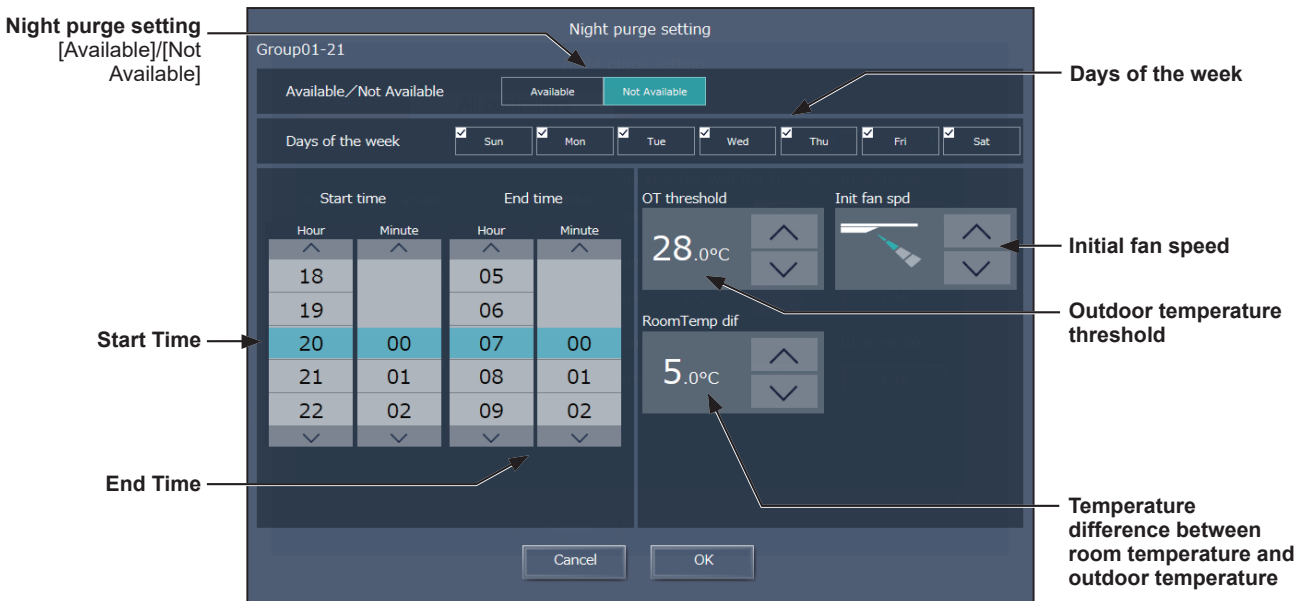 Night purge setting
[Available]/[Not
Available]
Night purge setting
Group01-21
Available/Not Available
Available
Not Available
Days of the week
Days of the week
Sun
Mon
Tue
Wed
Thu
Fri
Sat
Start time
End time
Hour
Minute
Hour
Minute
18
05
19
06
20
00
07
00
21
01
08
01
22
02
09
02
Start Time
End Time
OT threshold
28.0°C
Init fan spd
RoomTemp dif
5.0°C
Initial fan speed
Outdoor temperature
threshold
Temperature
difference between
room temperature and
outdoor temperature
Cancel
OK